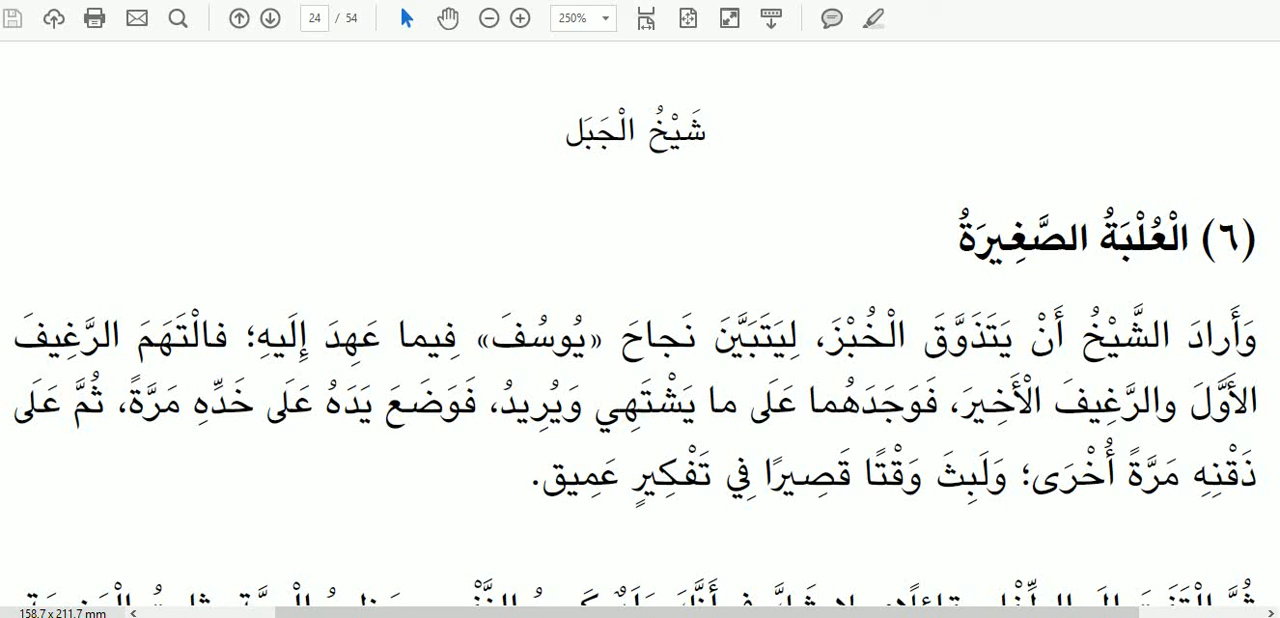 24 / 54
250%
شَيْخُ الْجَبَل
(٦) الْعُلْبَةُ الصَّغِيرَةُ
وَأَرادَ الشَّيْخُ أَنْ يَتَذَوَّقَ الْخُبْزَ، لِيَتَبَيَّنَ نَجاحَ «يُوسُفَ» فِيما عَهِدَ إِلَيهِ؛ فالْتَهَمَ الرَّغِيفَ
الأَوَّلَ والرَّغِيفَ الْأَخِيرَ، فَوَجَدَهُما عَلَى ما يَشْتَهِي وَيُرِيدُ، فَوَضَعَ يَدَهُ عَلَى خَدِّهِ مَرَّةً، ثُمَّ عَلَى
ذَقْنِهِ مَرَّةً أُخْرَى؛ وَلَبِثَ وَقْتًا قَصِيرًا فِي تَفْكِيرٍ عَمِيق.
158.7 x 211.7 mm